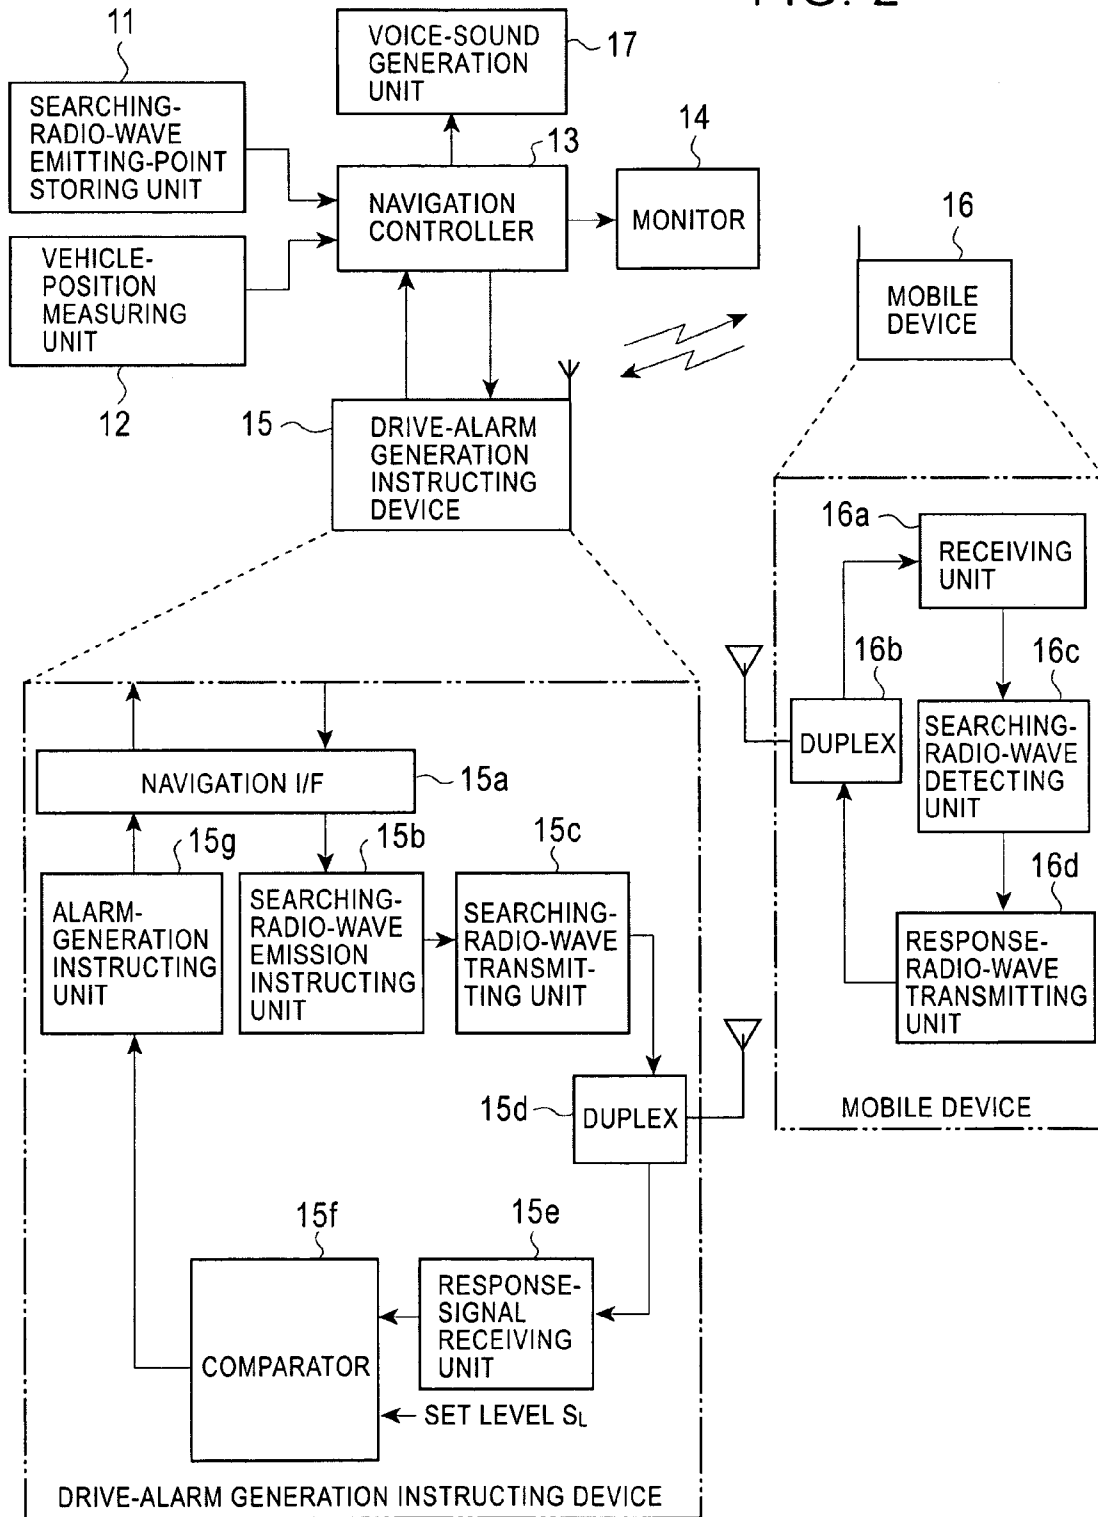 FIG. 2
11
SEARCHING-
RADIO-WAVE
EMITTING-POINT
STORING UNIT
VOICE-SOUND
GENERATION
UNIT
17
13
NAVIGATION
CONTROLLER
14
MONITOR
VEHICLE-
POSITION
MEASURING
UNIT
12
16
MOBILE
DEVICE
15
DRIVE-ALARM
GENERATION
INSTRUCTING
DEVICE
16a
RECEIVING
UNIT
16b
DUPLEX
16c
SEARCHING-
RADIO-WAVE
DETECTING
UNIT
16d
RESPONSE-
RADIO-WAVE
TRANSMITTING
UNIT
MOBILE DEVICE
NAVIGATION I/F
15a
15g
ALARM-
GENERATION
INSTRUCTING
UNIT
15b
SEARCHING-
RADIO-WAVE
EMISSION
INSTRUCTING UNIT
15c
SEARCHING-
RADIO-WAVE
TRANSMIT-
TING UNIT
15d
DUPLEX
15f
COMPARATOR
15e
RESPONSE-
SIGNAL
RECEIVING
UNIT
SET LEVEL SL
DRIVE-ALARM GENERATION INSTRUCTING DEVICE